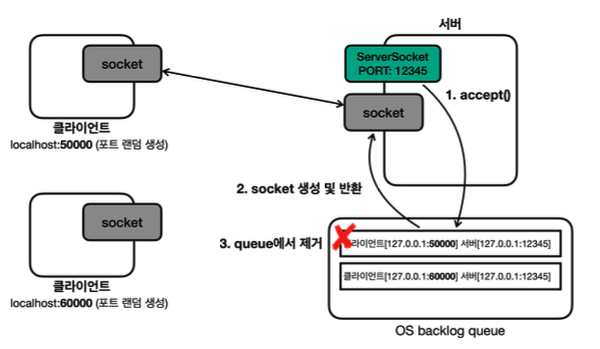 서버
socket
ServerSocket
PORT: 12345
1. accept()
socket
클라이언트
localhost:50000 (포트 랜덤 생성)
2. socket 생성 및 반환
socket
3. queue에서 제거
라이언트[127.0.0.1:50000] 서버[127.0.0.1:12345]
클라이언트[127.0.0.1:60000] 서버[127.0.0.1:12345]
클라이언트
localhost:60000 (포트 랜덤 생성)
OS backlog queue